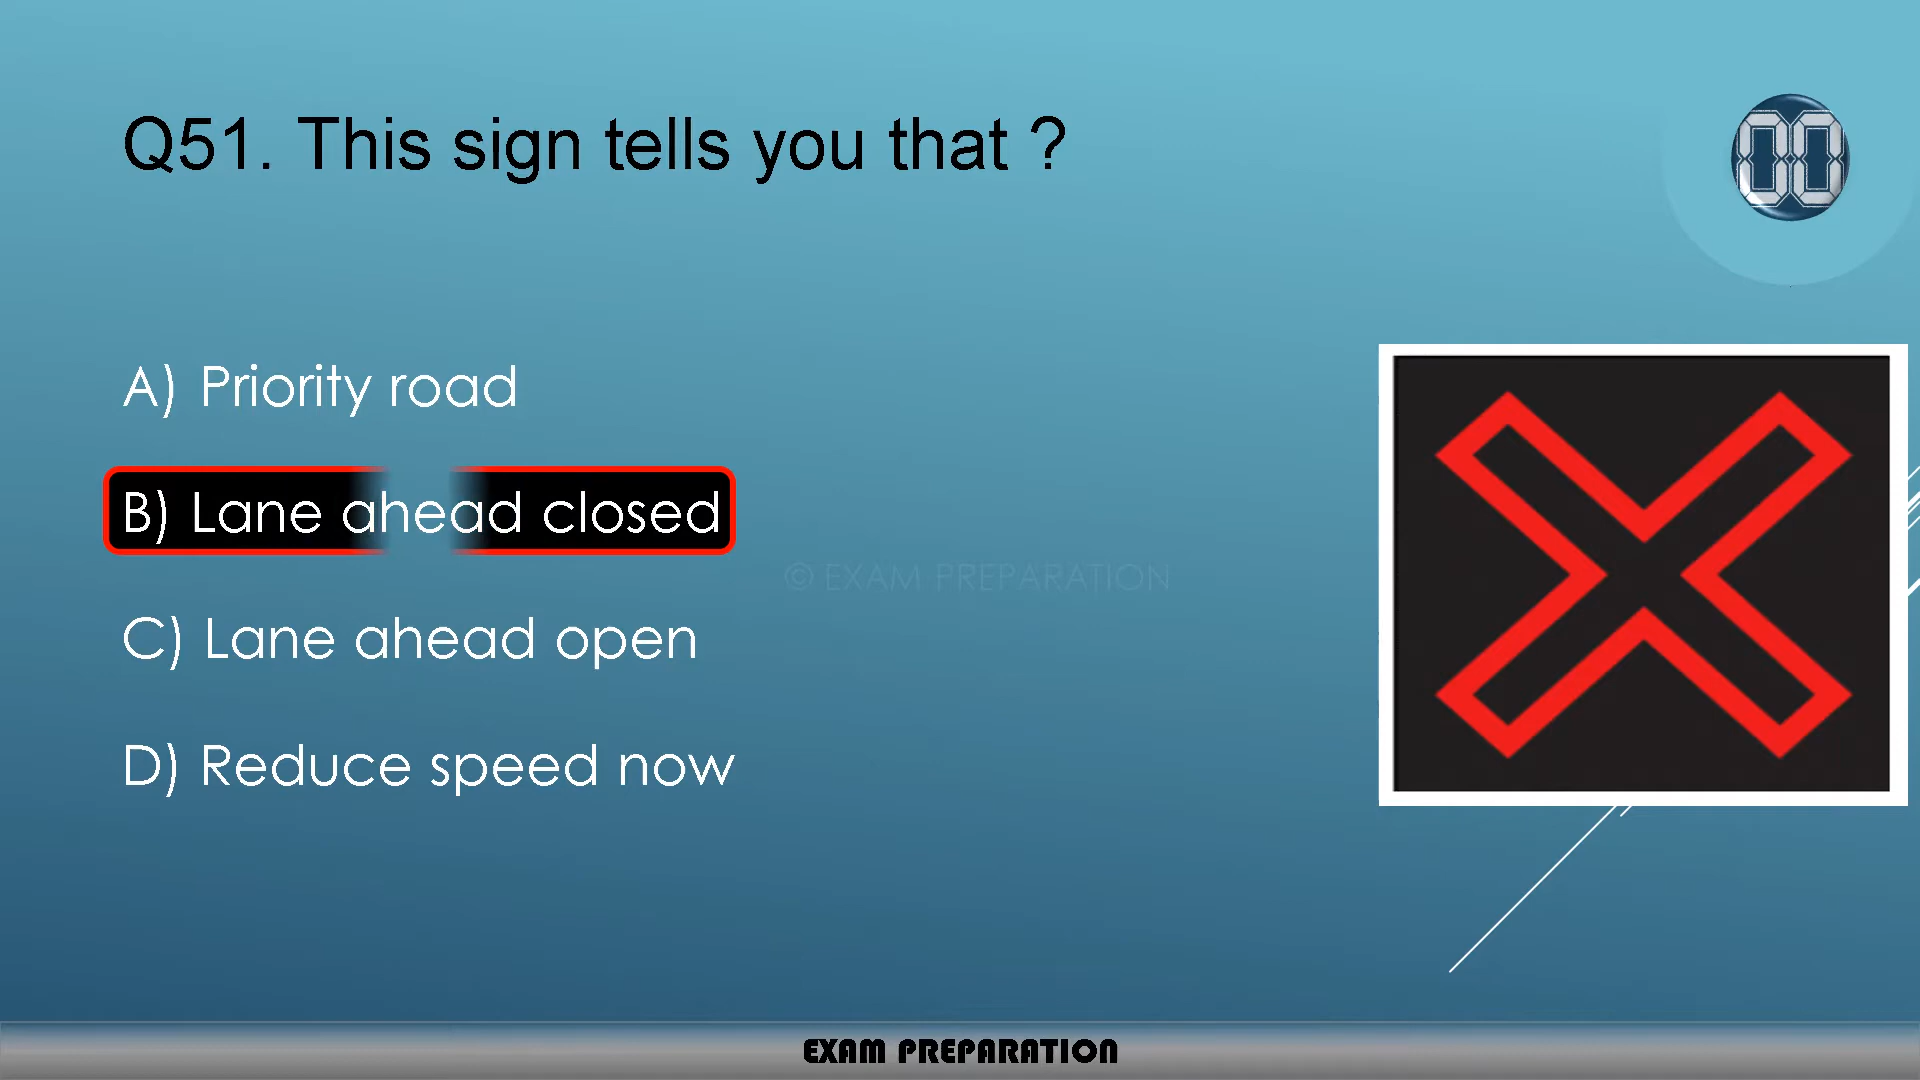 Q51. This sign tells you that ?
00
A) Priority road
B) Lane ahead closed
© EXAM PREPARATION
C) Lane ahead open
D) Reduce speed now
EXAM PREPARATION